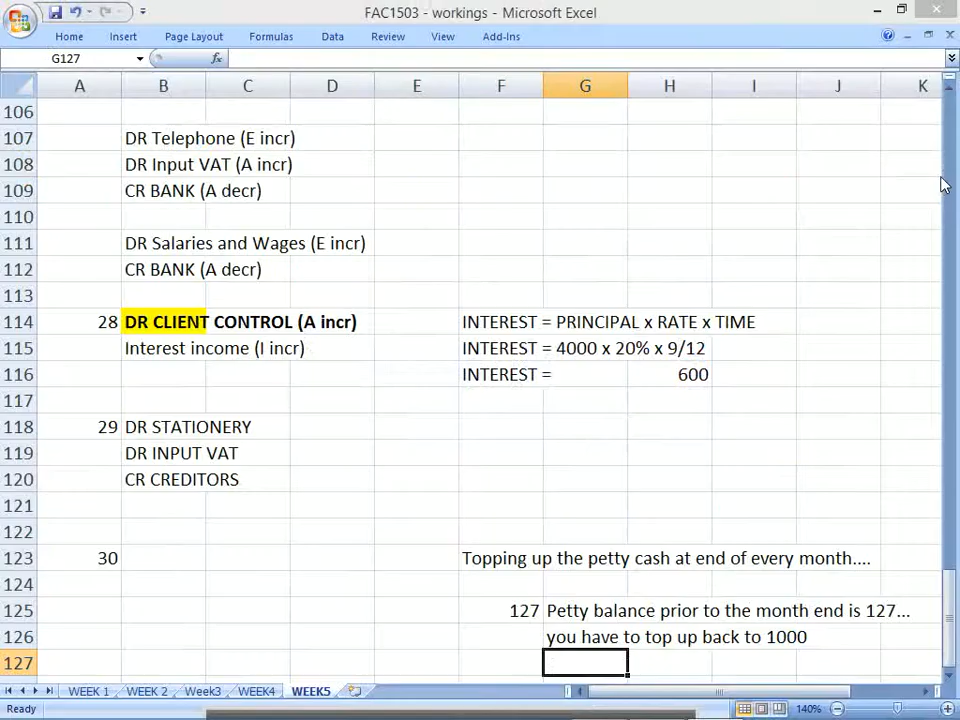 FAC1503 - workings - Microsoft Excel
Home Insert Page Layout Formulas Data Review View Add-Ins
G127 fx
A B C D E F G H I J K
106
107 DR Telephone (E incr)
108 DR Input VAT (A incr)
109 CR BANK (A decr)
110
111 DR Salaries and Wages (E incr)
112 CR BANK (A decr)
113
114 28 DR CLIENT CONTROL (A incr) INTEREST = PRINCIPAL x RATE x TIME
115 Interest income (I incr) INTEREST = 4000 x 20% x 9/12
116 INTEREST = 600
117
118 29 DR STATIONERY
119 DR INPUT VAT
120 CR CREDITORS
121
122
123 30 Topping up the petty cash at end of every month....
124
125 127 Petty balance prior to the month end is 127...
126 you have to top up back to 1000
127
WEEK 1 WEEK 2 Week3 WEEK4 WEEK5
Ready 140%